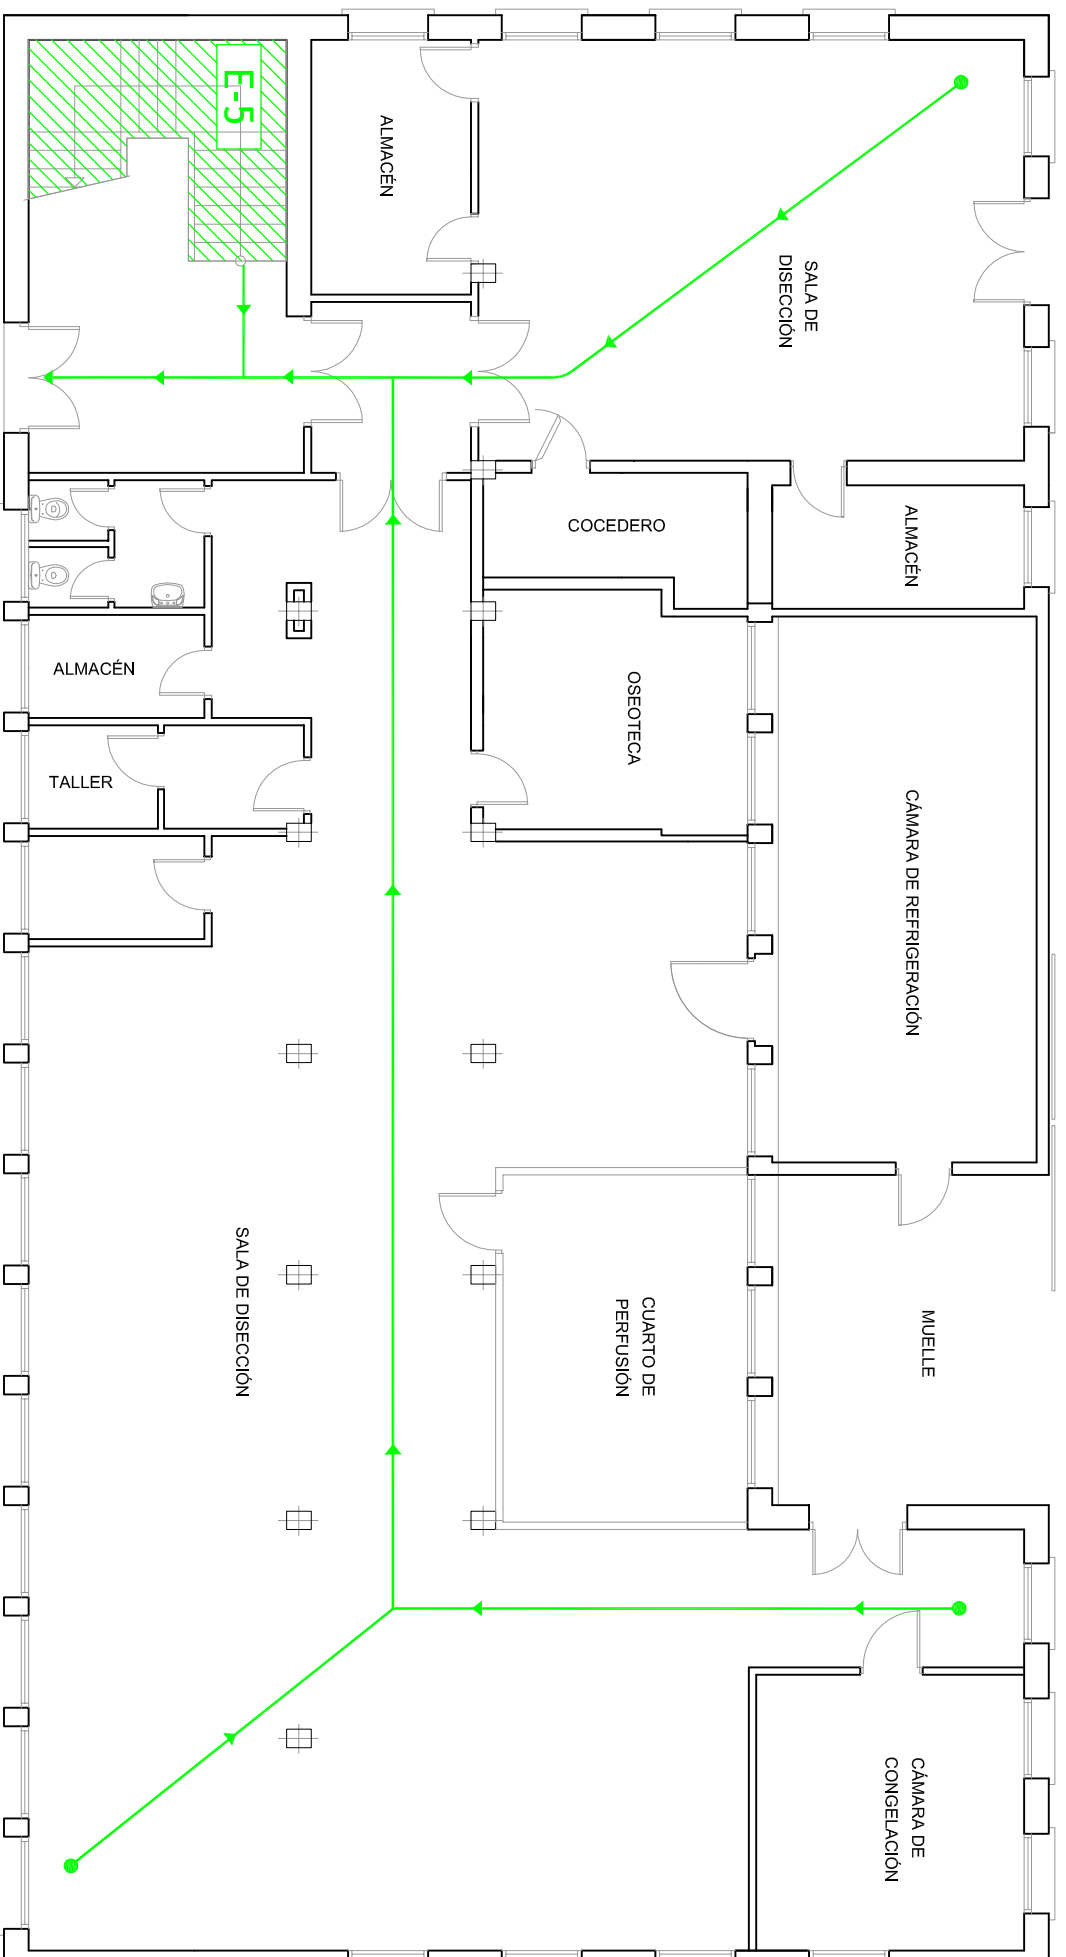 E-5
ALMACÉN
SALA DE
DISECCIÓN
COCEDERO
ALMACÉN
ALMACÉN
OSEOTECA
TALLER
CÁMARA DE REFRIGERACIÓN
SALA DE DISECCIÓN
CUARTO DE
PERFUSIÓN
MUELLE
CÁMARA DE
CONGELACIÓN